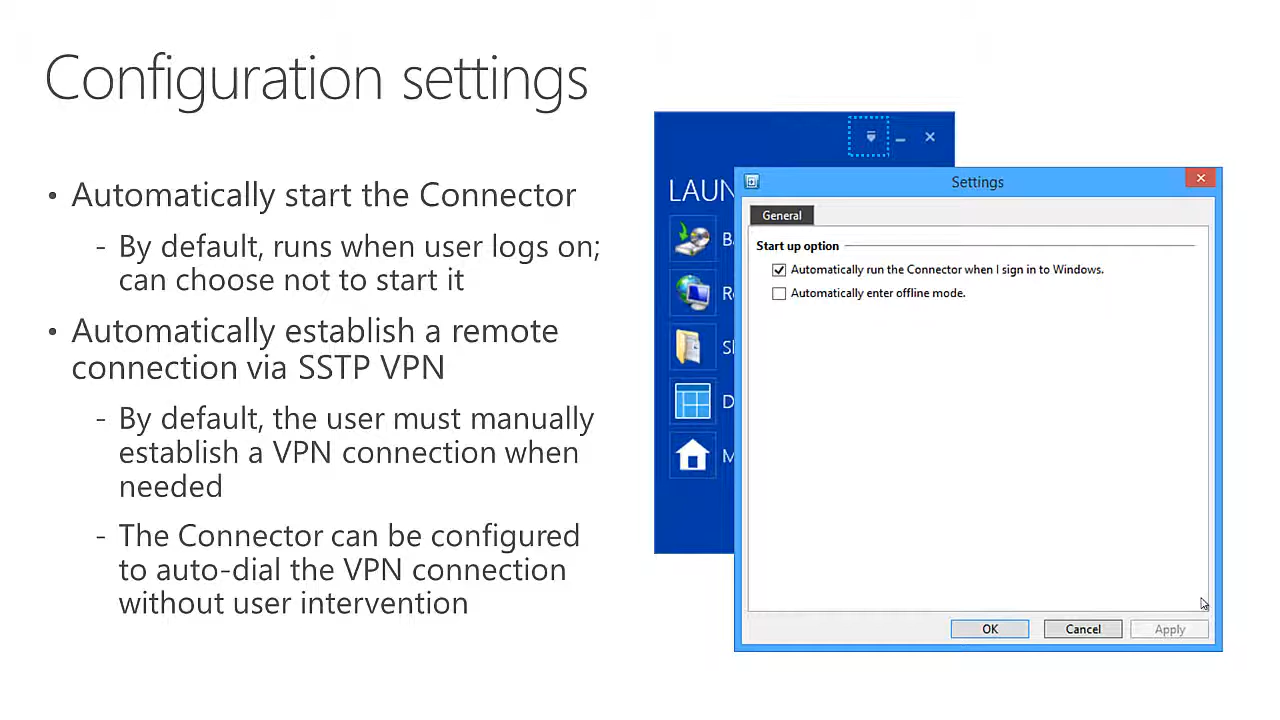 Configuration settings
• Automatically start the Connector
- By default, runs when user logs on;
can choose not to start it
• Automatically establish a remote
connection via SSTP VPN
- By default, the user must manually
establish a VPN connection when
needed
- The Connector can be configured
to auto-dial the VPN connection
without user intervention
LAUN
Settings
General
Start up option
Automatically run the Connector when I sign in to Windows.
Automatically enter offline mode.
OK
Cancel
Apply